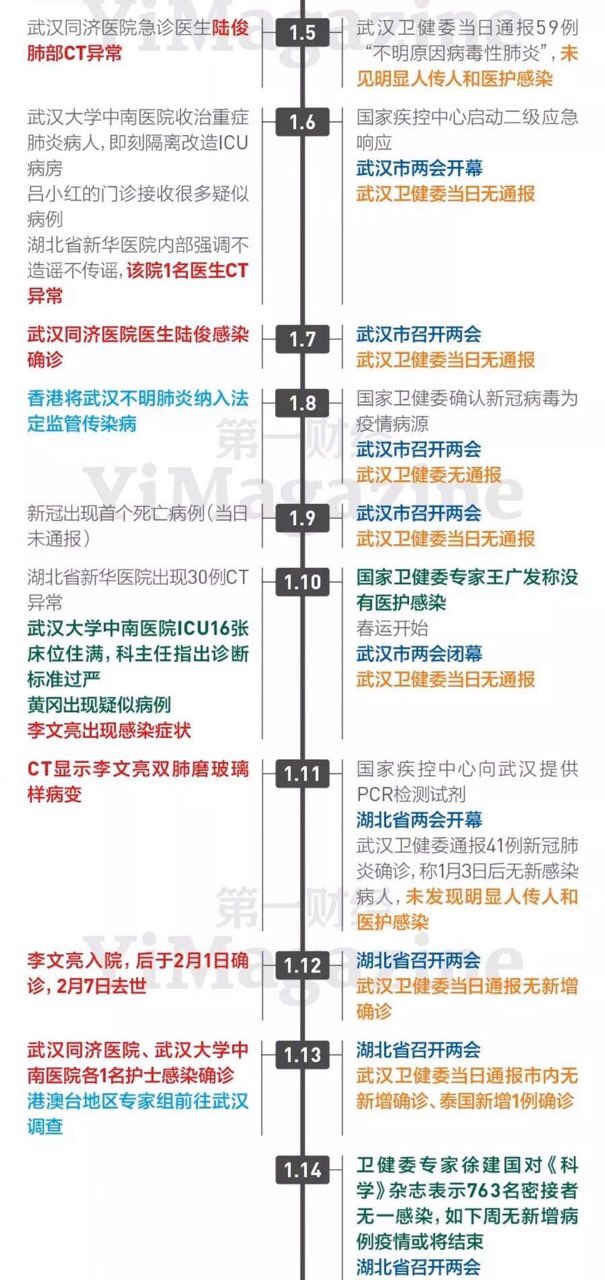 武汉同济医院急诊医生陆俊
肺部CT异常
1.5
武汉卫健委当日通报59例
“不明原因病毒性肺炎”，未
见明显人传人和医护感染
武汉大学中南医院收治重症
肺炎病人，即刻隔离改造ICU
病房
吕小红的门诊接收很多疑似
病例
湖北省新华医院内部强调不
造谣不传谣，该院1名医生CT
异常
1.6
国家疾控中心启动二级应急
响应
武汉市两会开幕
武汉卫健委当日无通报
武汉同济医院医生陆俊感染
确诊
1.7
武汉市召开两会
武汉卫健委当日无通报
香港将武汉不明肺炎纳入法
定监管传染病
1.8
国家卫健委确认新冠病毒为
疫情病源
武汉市召开两会
武汉卫健委无通报
第一财经
YiMagazine
新冠出现首个死亡病例（当日
未通报）
1.9
武汉市召开两会
武汉卫健委当日无通报
湖北省新华医院出现30例CT
异常
武汉大学中南医院ICU16张
床位住满，科主任指出诊断
标准过严
黄冈出现疑似病例
李文亮出现感染症状
1.10
国家卫健委专家王广发称没
有医护感染
春运开始
武汉市两会闭幕
武汉卫健委当日无通报
CT显示李文亮双肺磨玻璃
样病变
1.11
国家疾控中心向武汉提供
PCR检测试剂
湖北省两会开幕
武汉卫健委通报41例新冠肺
炎确诊，称1月3日后无新感染
病人，未发现明显人传人和
医护感染
第一财经
YiMagazine
李文亮入院，后于2月1日确
诊，2月7日去世
1.12
湖北省召开两会
武汉卫健委当日通报无新增
确诊
武汉同济医院、武汉大学中
南医院各1名护士感染确诊
港澳台地区专家组前往武汉
调查
1.13
湖北省召开两会
武汉卫健委当日通报市内无
新增确诊、泰国新增1例确诊
1.14
卫健委专家徐建国对《科
学》杂志表示763名密接者
无一感染，如下周无新增病
例疫情或将结束
湖北省召开两会